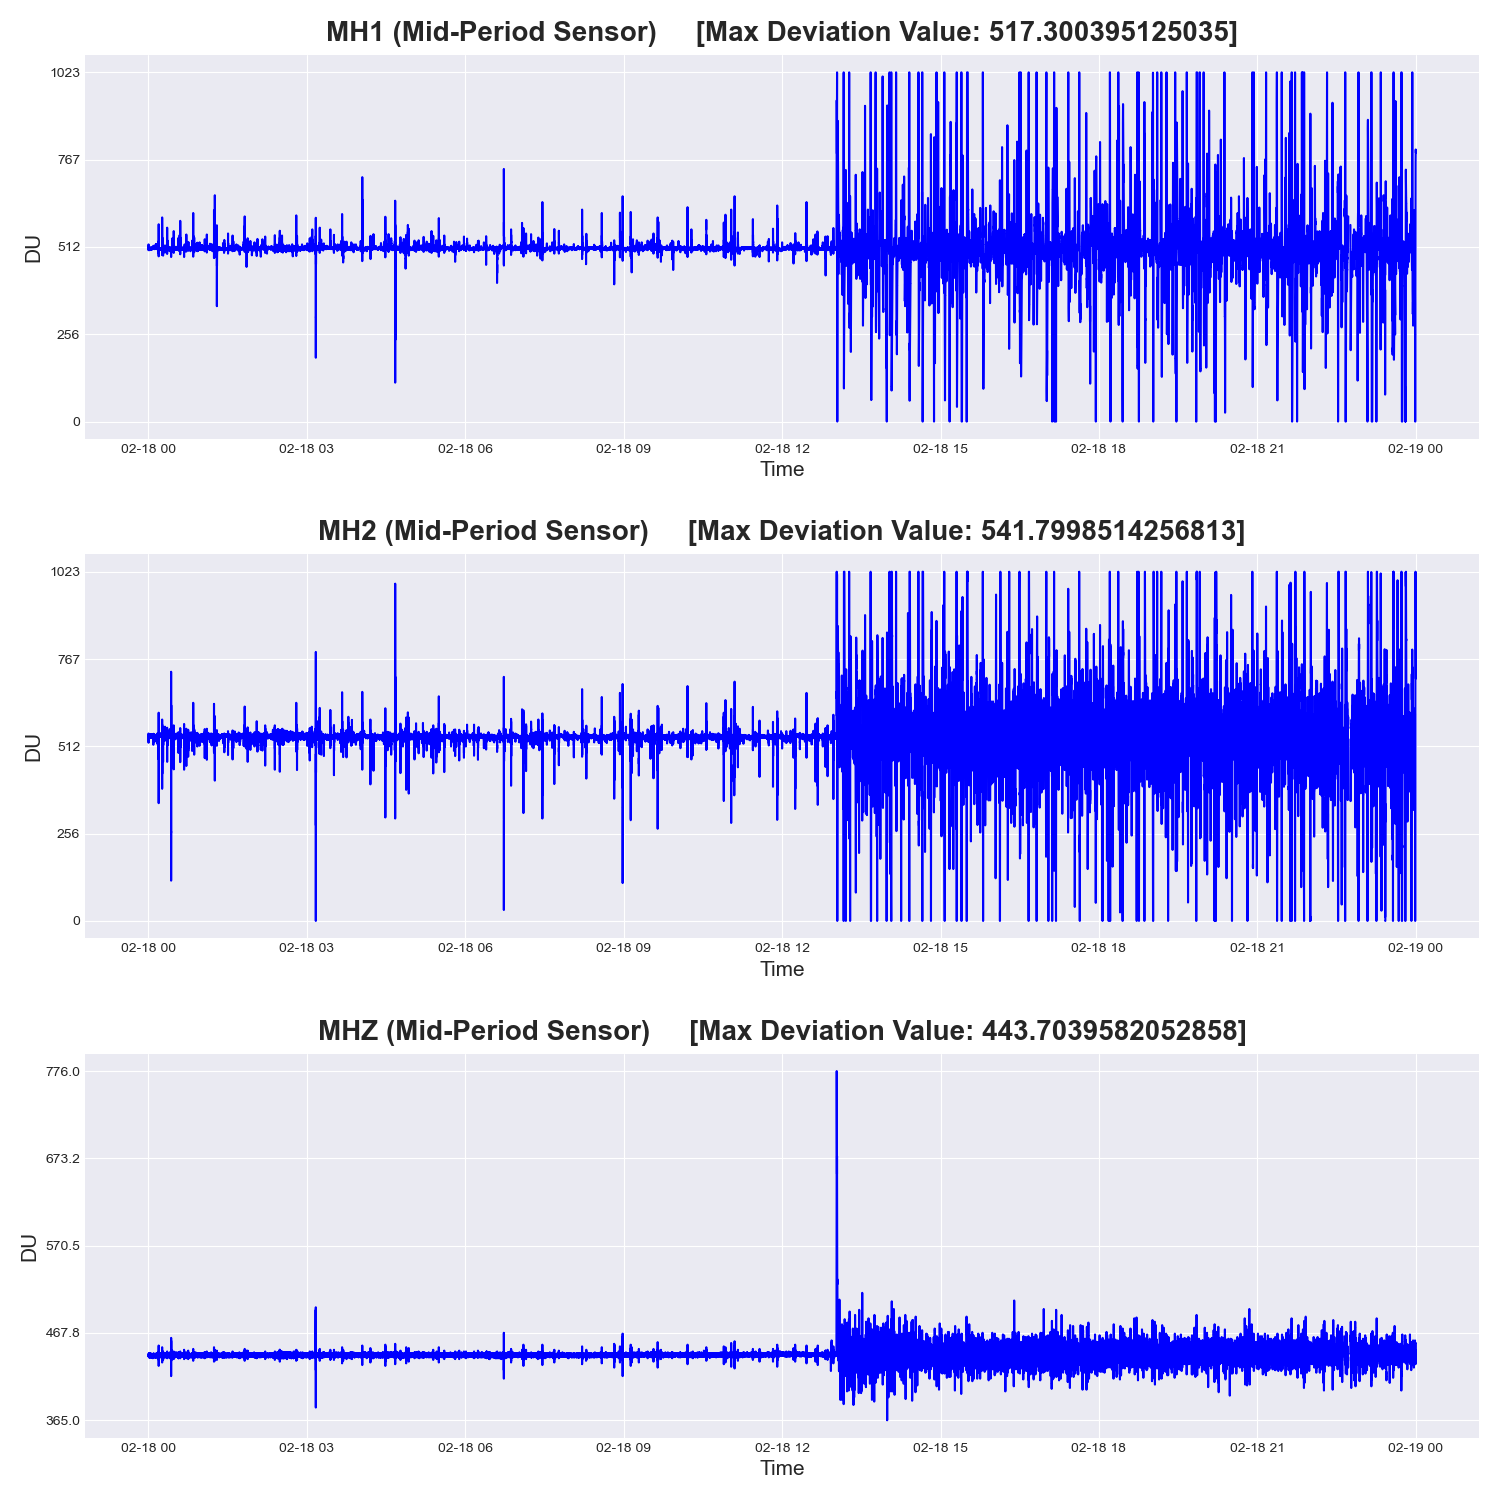 MH1 (Mid-Period Sensor) [Max Deviation Value: 517.300395125035]
1023
767
512
256
0
DU
02-18 00 02-18 03 02-18 06 02-18 09 02-18 12 02-18 15 02-18 18 02-18 21 02-19 00
Time
MH2 (Mid-Period Sensor) [Max Deviation Value: 541.7998514256813]
1023
767
512
256
0
DU
02-18 00 02-18 03 02-18 06 02-18 09 02-18 12 02-18 15 02-18 18 02-18 21 02-19 00
Time
MHZ (Mid-Period Sensor) [Max Deviation Value: 443.7039582052858]
776.0
673.2
570.5
467.8
365.0
DU
02-18 00 02-18 03 02-18 06 02-18 09 02-18 12 02-18 15 02-18 18 02-18 21 02-19 00
Time